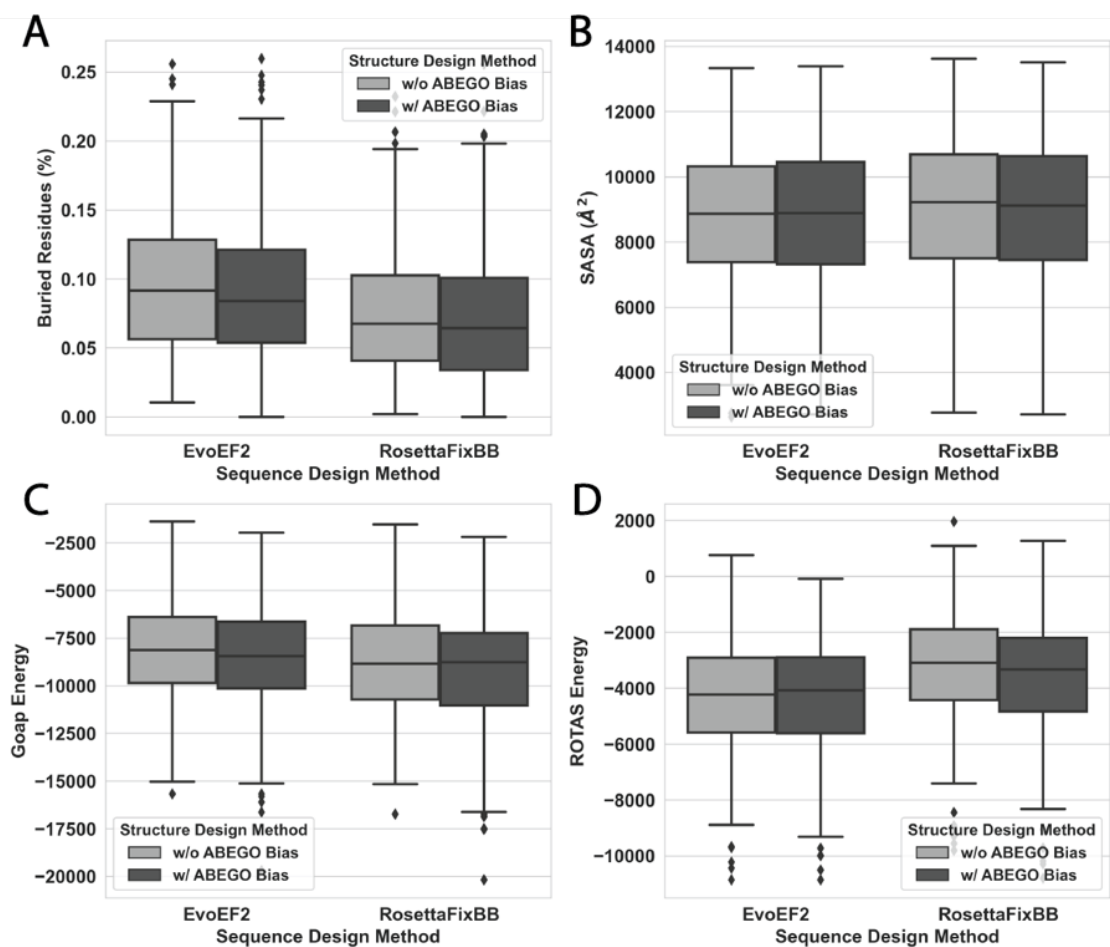 A
0.25
0.20
0.15
0.10
0.05
0.00
Buried Residues (%)
Structure Design Method
w/o ABEGO Bias
w/ ABEGO Bias
EvoEF2
RosettaFixBB
Sequence Design Method
B
14000
12000
10000
8000
6000
4000
SASA (Å²)
Structure Design Method
w/o ABEGO Bias
w/ ABEGO Bias
EvoEF2
RosettaFixBB
Sequence Design Method
C
−2500
−5000
−7500
−10000
−12500
−15000
−17500
−20000
Goap Energy
Structure Design Method
w/o ABEGO Bias
w/ ABEGO Bias
EvoEF2
RosettaFixBB
Sequence Design Method
D
2000
0
−2000
−4000
−6000
−8000
−10000
ROTAS Energy
Structure Design Method
w/o ABEGO Bias
w/ ABEGO Bias
EvoEF2
RosettaFixBB
Sequence Design Method